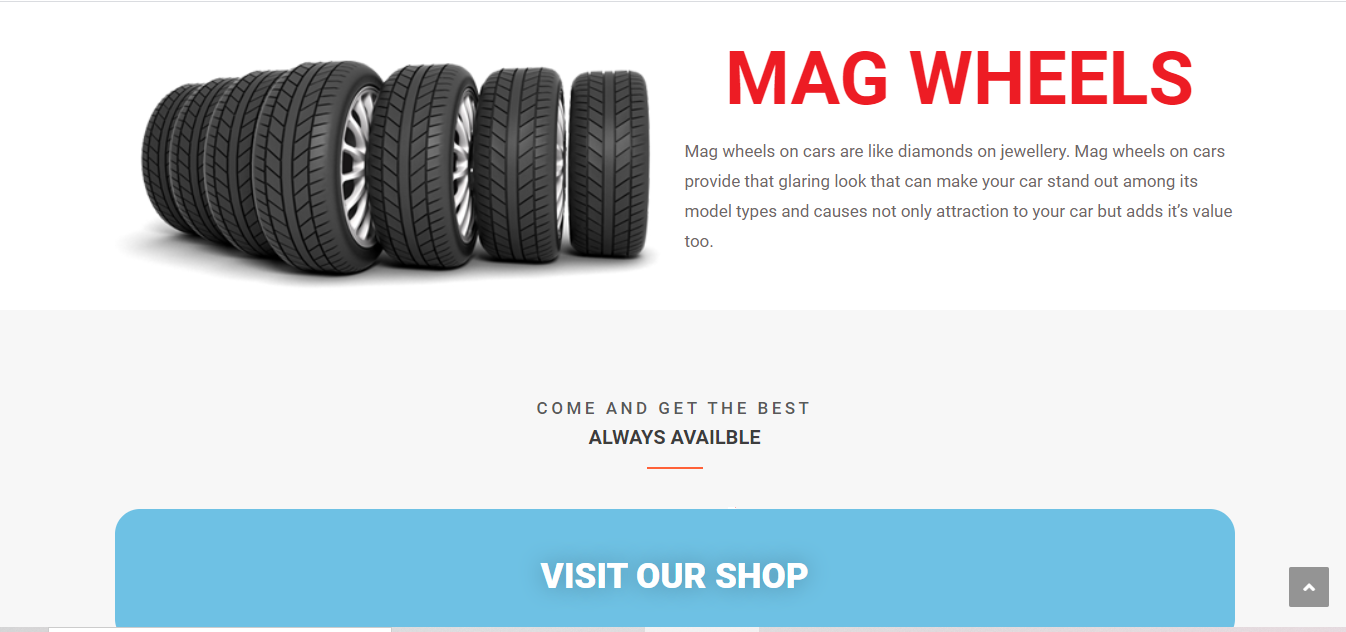 MAG WHEELS
Mag wheels on cars are like diamonds on jewellery. Mag wheels on cars
provide that glaring look that can make your car stand out among its
model types and causes not only attraction to your car but adds it’s value
too.
COME AND GET THE BEST
ALWAYS AVAILBLE
VISIT OUR SHOP